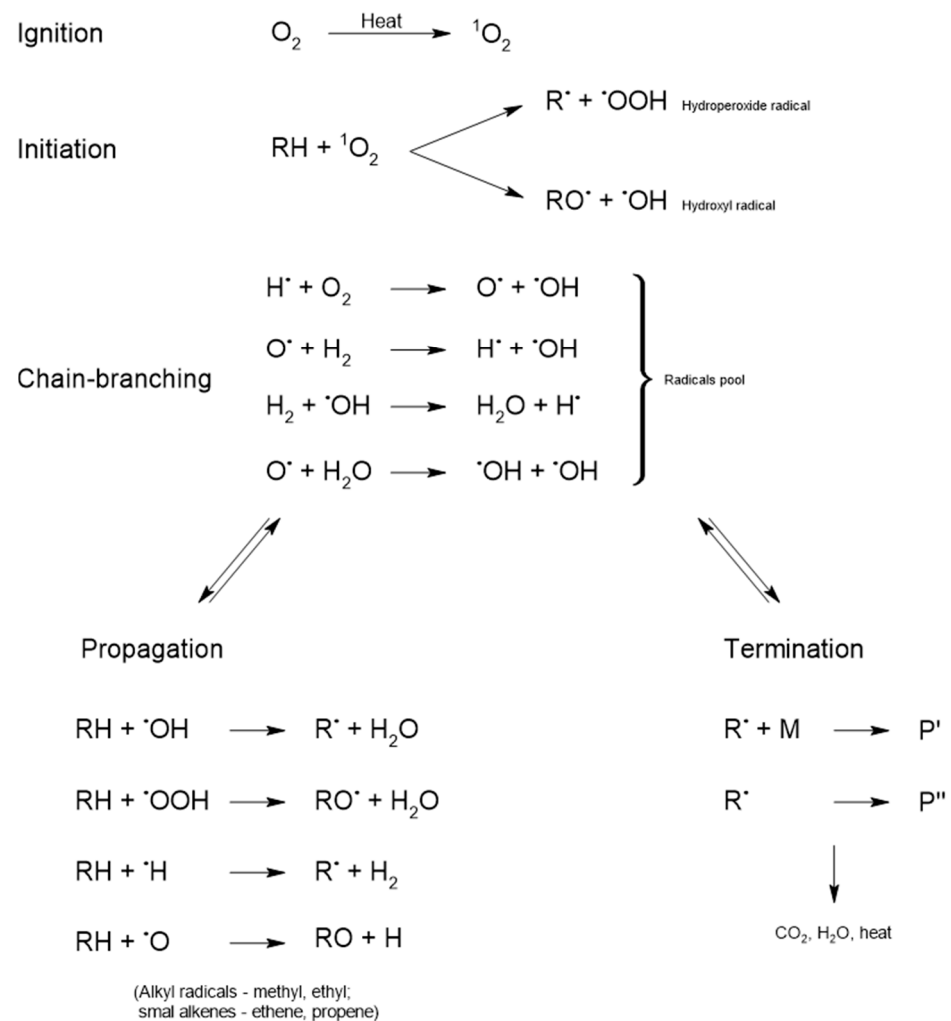 Ignition O₂ Heat ¹O₂
R˙ + ˙OOH Hydroperoxide radical
Initiation RH + ¹O₂
RO˙ + ˙OH Hydroxyl radical
H˙ + O₂ → O˙ + ˙OH
O˙ + H₂ → H˙ + ˙OH
Chain-branching Radicals pool
H₂ + ˙OH → H₂O + H˙
O˙ + H₂O → ˙OH + ˙OH
Propagation Termination
RH + ˙OH → R˙ + H₂O R˙ + M → P'
RH + ˙OOH → RO˙ + H₂O R˙ → P"
RH + ˙H → R˙ + H₂
RH + ˙O → RO + H CO₂, H₂O, heat
(Alkyl radicals - methyl, ethyl;
smal alkenes - ethene, propene)